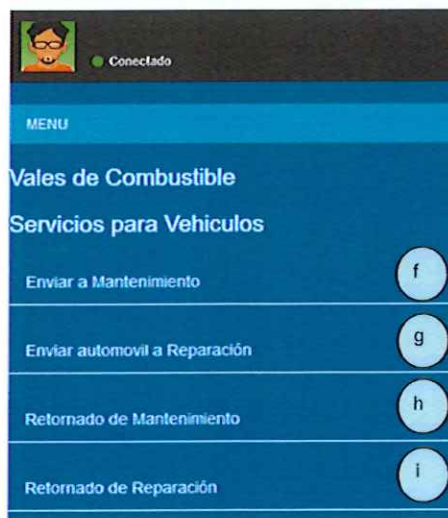 Conectado
MENU
Vales de Combustible
Servicios para Vehiculos
Enviar a Mantenimiento f
Enviar automovil a Reparación g
Retornado de Mantenimiento h
Retornado de Reparación i